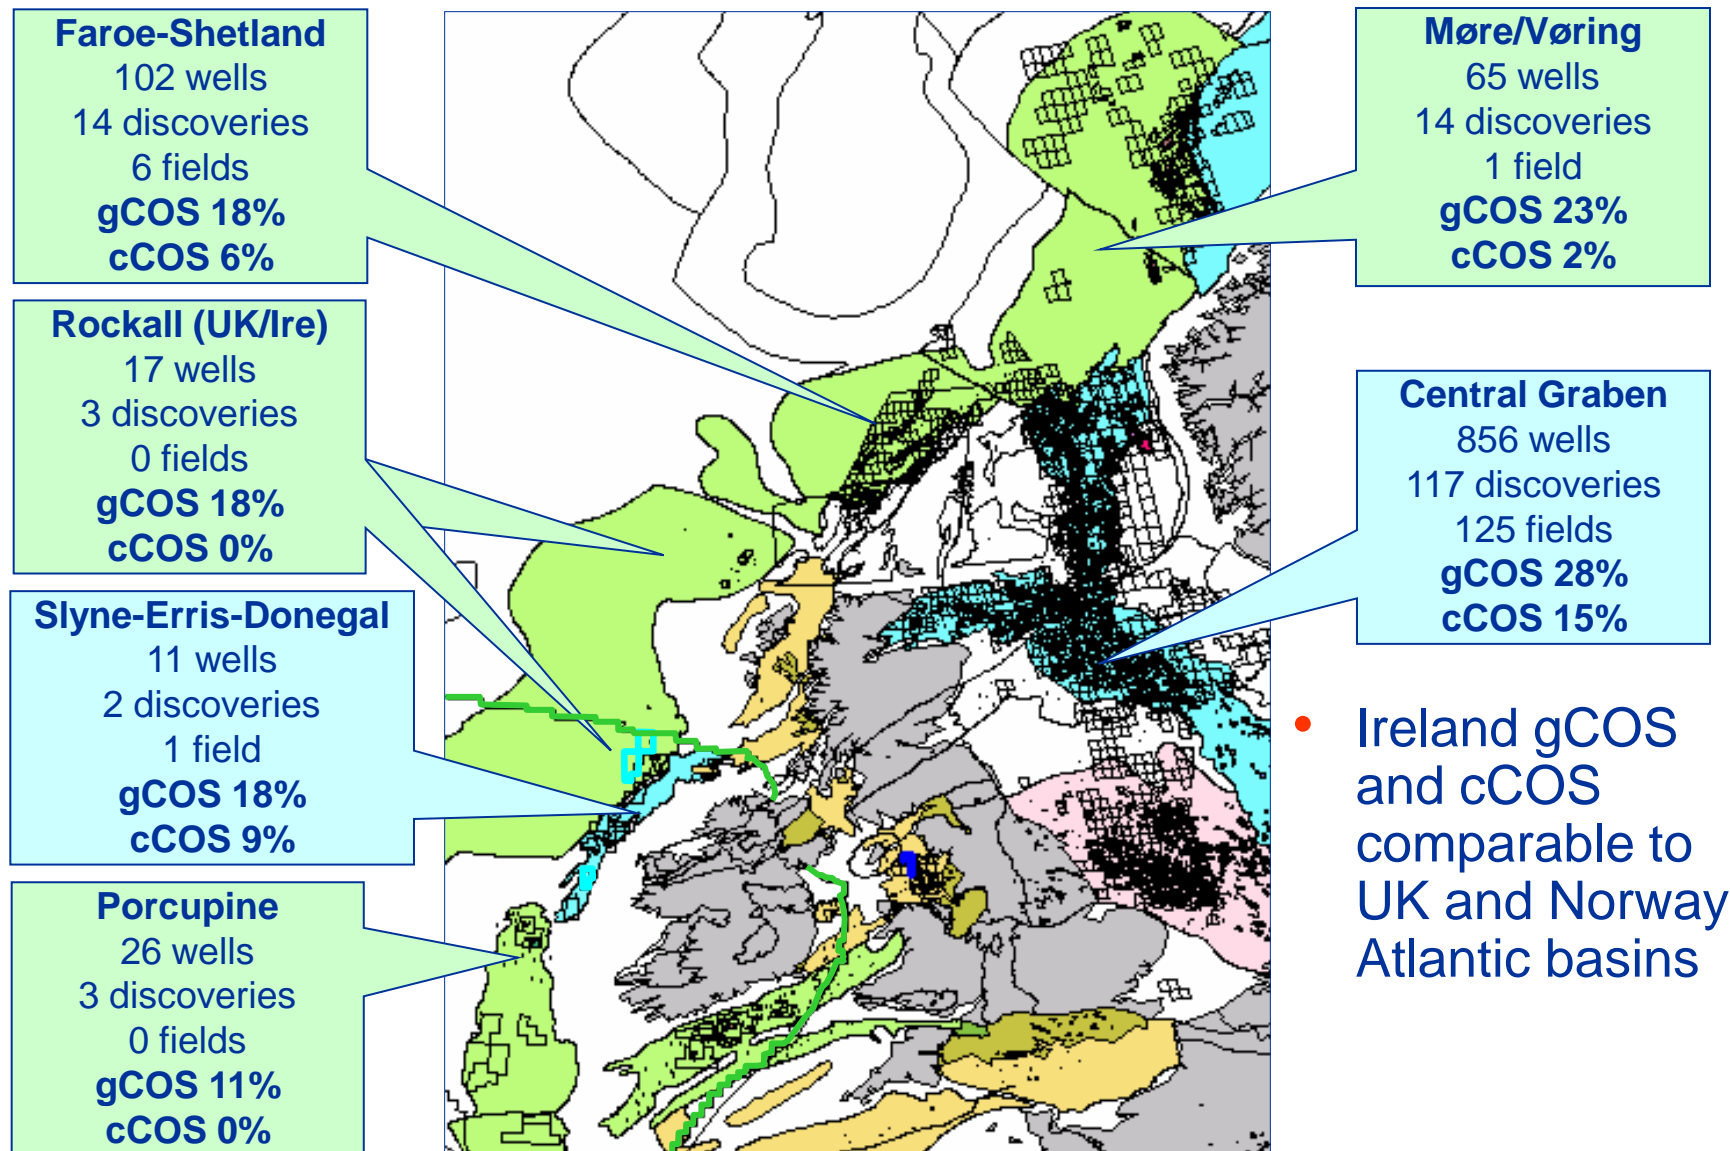 Faroe-Shetland
102 wells
14 discoveries
6 fields
gCOS 18%
cCOS 6%
Rockall (UK/Ire)
17 wells
3 discoveries
0 fields
gCOS 18%
cCOS 0%
Slyne-Erris-Donegal
11 wells
2 discoveries
1 field
gCOS 18%
cCOS 9%
Porcupine
26 wells
3 discoveries
0 fields
gCOS 11%
cCOS 0%
Møre/Vøring
65 wells
14 discoveries
1 field
gCOS 23%
cCOS 2%
Central Graben
856 wells
117 discoveries
125 fields
gCOS 28%
cCOS 15%
• Ireland gCOS
and cCOS
comparable to
UK and Norway
Atlantic basins